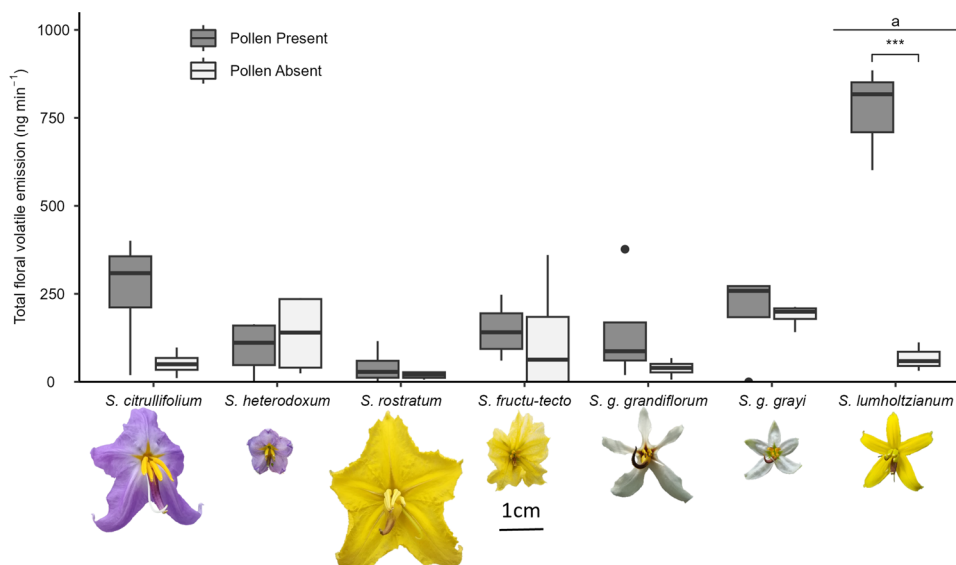 1000
750
500
250
0
Total floral volatile emission (ng min⁻¹)
Pollen Present
Pollen Absent
a
***
S. citrullifolium S. heterodoxum S. rostratum S. fructu-tecto S. g. grandiflorum S. g. grayi S. lumholtzianum
1cm